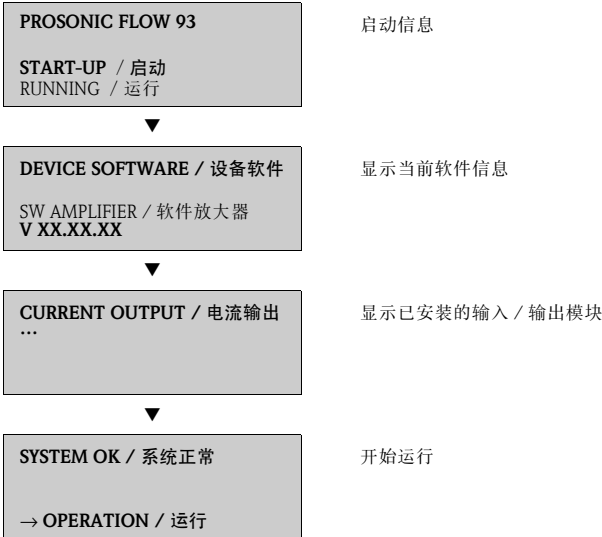 PROSONIC FLOW 93
启动信息
START-UP / 启动
RUNNING / 运行
▼
DEVICE SOFTWARE / 设备软件
显示当前软件信息
SW AMPLIFIER / 软件放大器
V XX.XX.XX
▼
CURRENT OUTPUT / 电流输出
显示已安装的输入 / 输出模块
…
▼
SYSTEM OK / 系统正常
开始运行
→ OPERATION / 运行